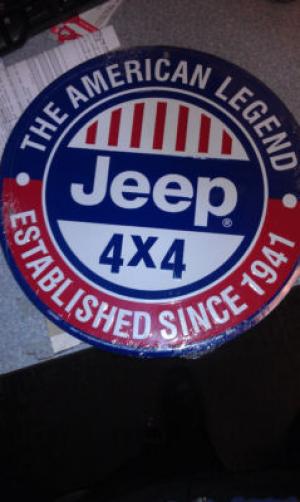 THE AMERICAN LEGEND
Jeep®
4X4
ESTABLISHED SINCE 1941